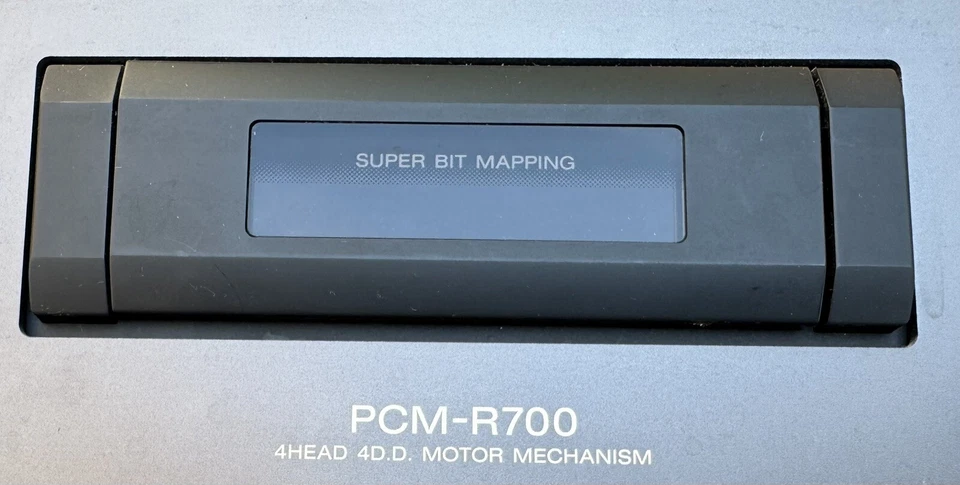 SUPER BIT MAPPING
PCM-R700
4HEAD 4D.D. MOTOR MECHANISM